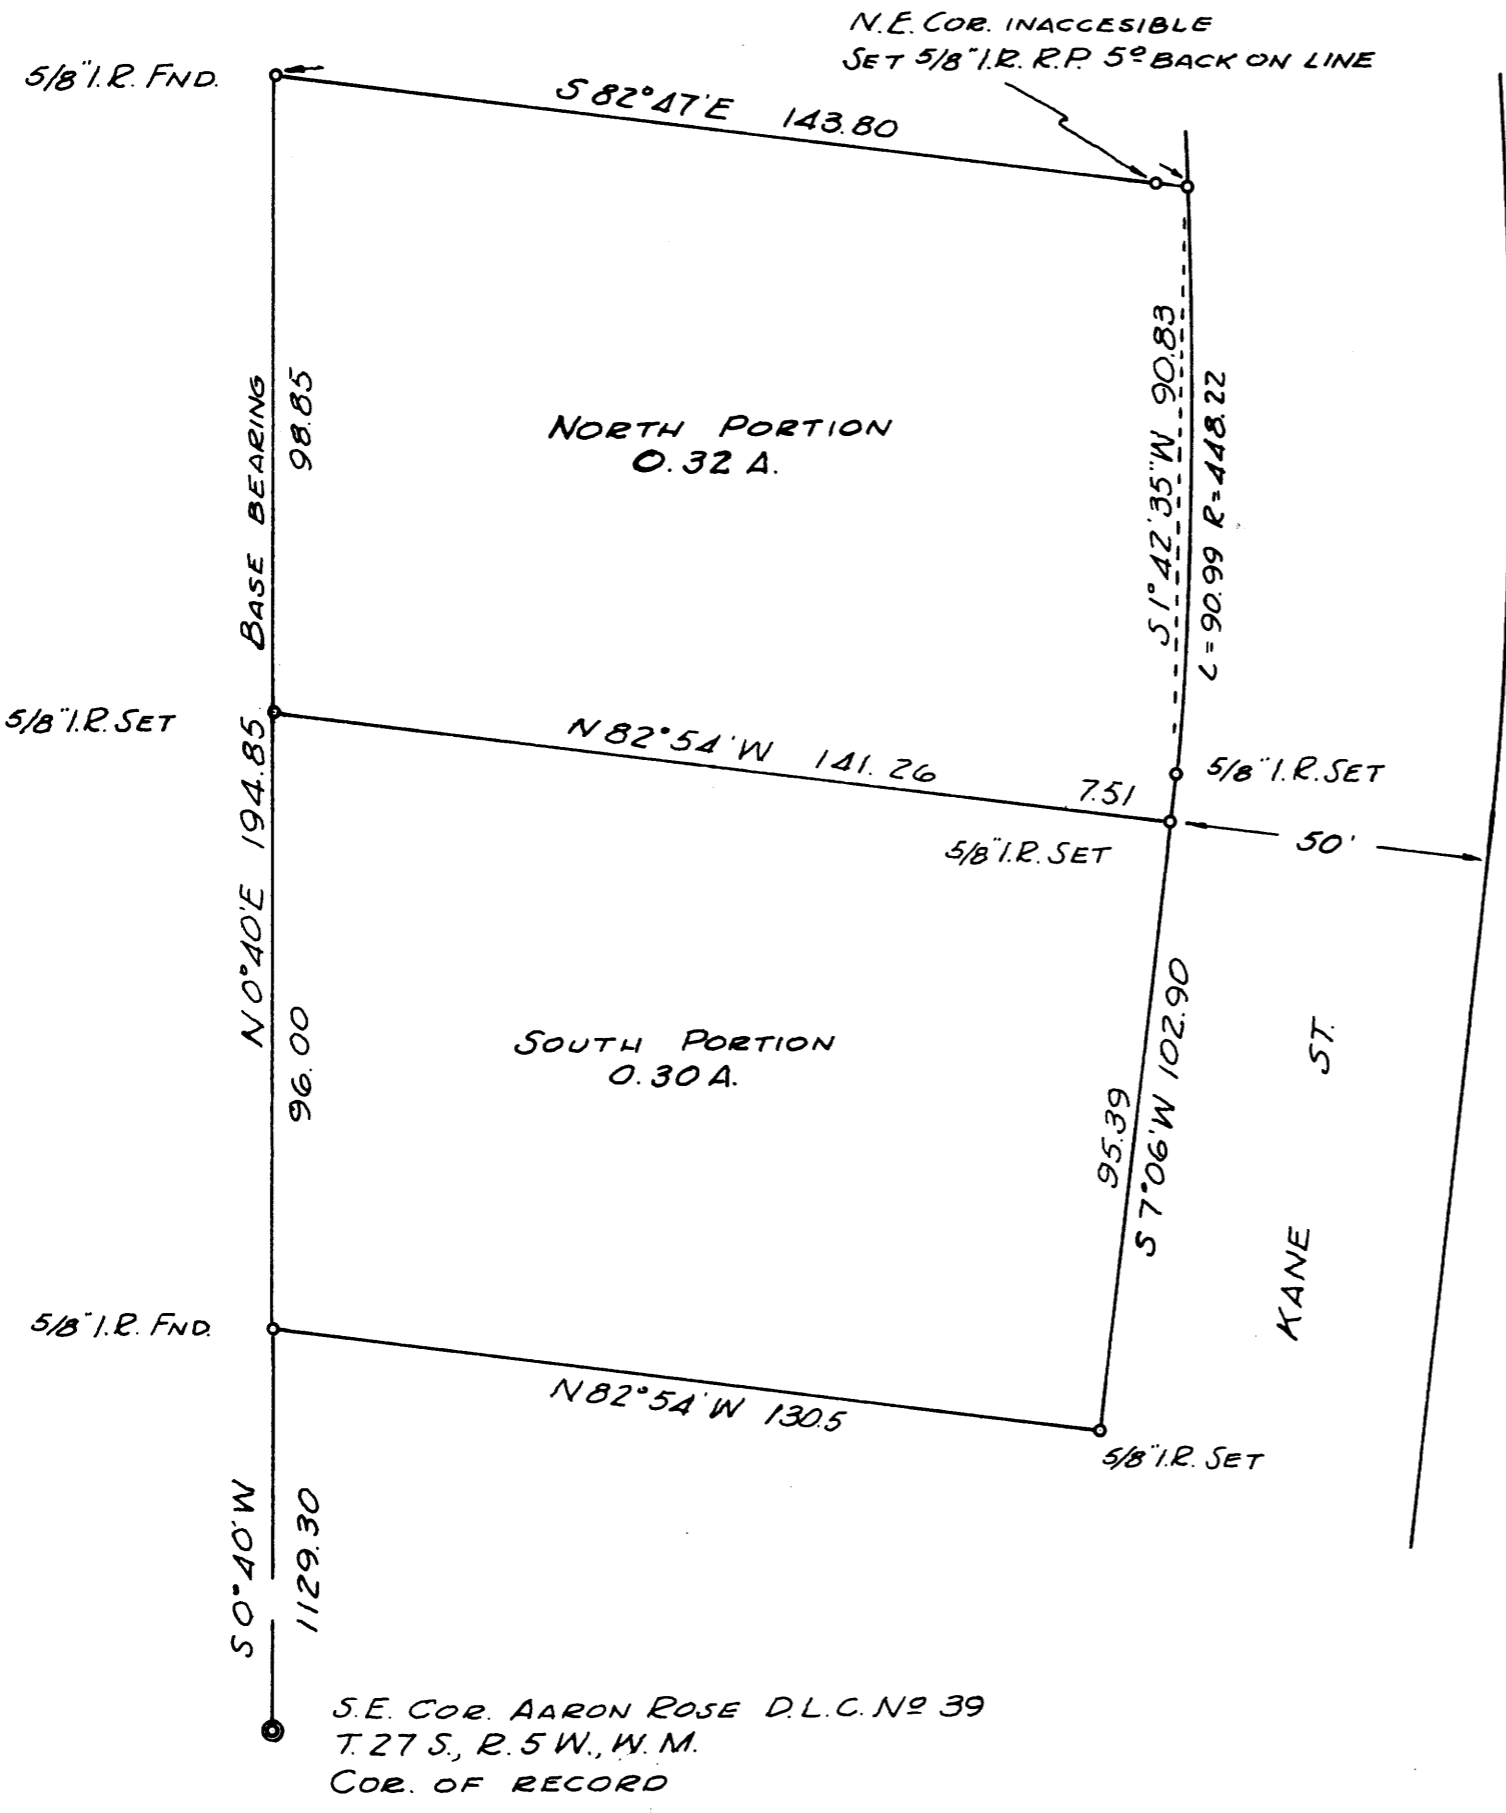 N.E. COR. INACCESIBLE
SET 5/8" I.R. R.P. 5º BACK ON LINE
5/8" I.R. FND.
S 82°47'E 143.80
BASE BEARING
98.85
NORTH PORTION
0.32 A.
S 1°42'35"W 90.83
L = 90.99 R = 448.22
5/8" I.R. SET
N 82°54'W 141.26
7.51
5/8" I.R. SET
5/8" I.R. SET
50'
N 0°40'E 194.85
96.00
SOUTH PORTION
0.30 A.
95.39
S 7°06'W 102.90
KANE ST.
5/8" I.R. FND.
N 82°54'W 130.5
5/8" I.R. SET
S 0°40'W
1129.30
S.E. COR. AARON ROSE D.L.C. Nº 39
T. 27 S., R. 5 W., W. M.
COR. OF RECORD